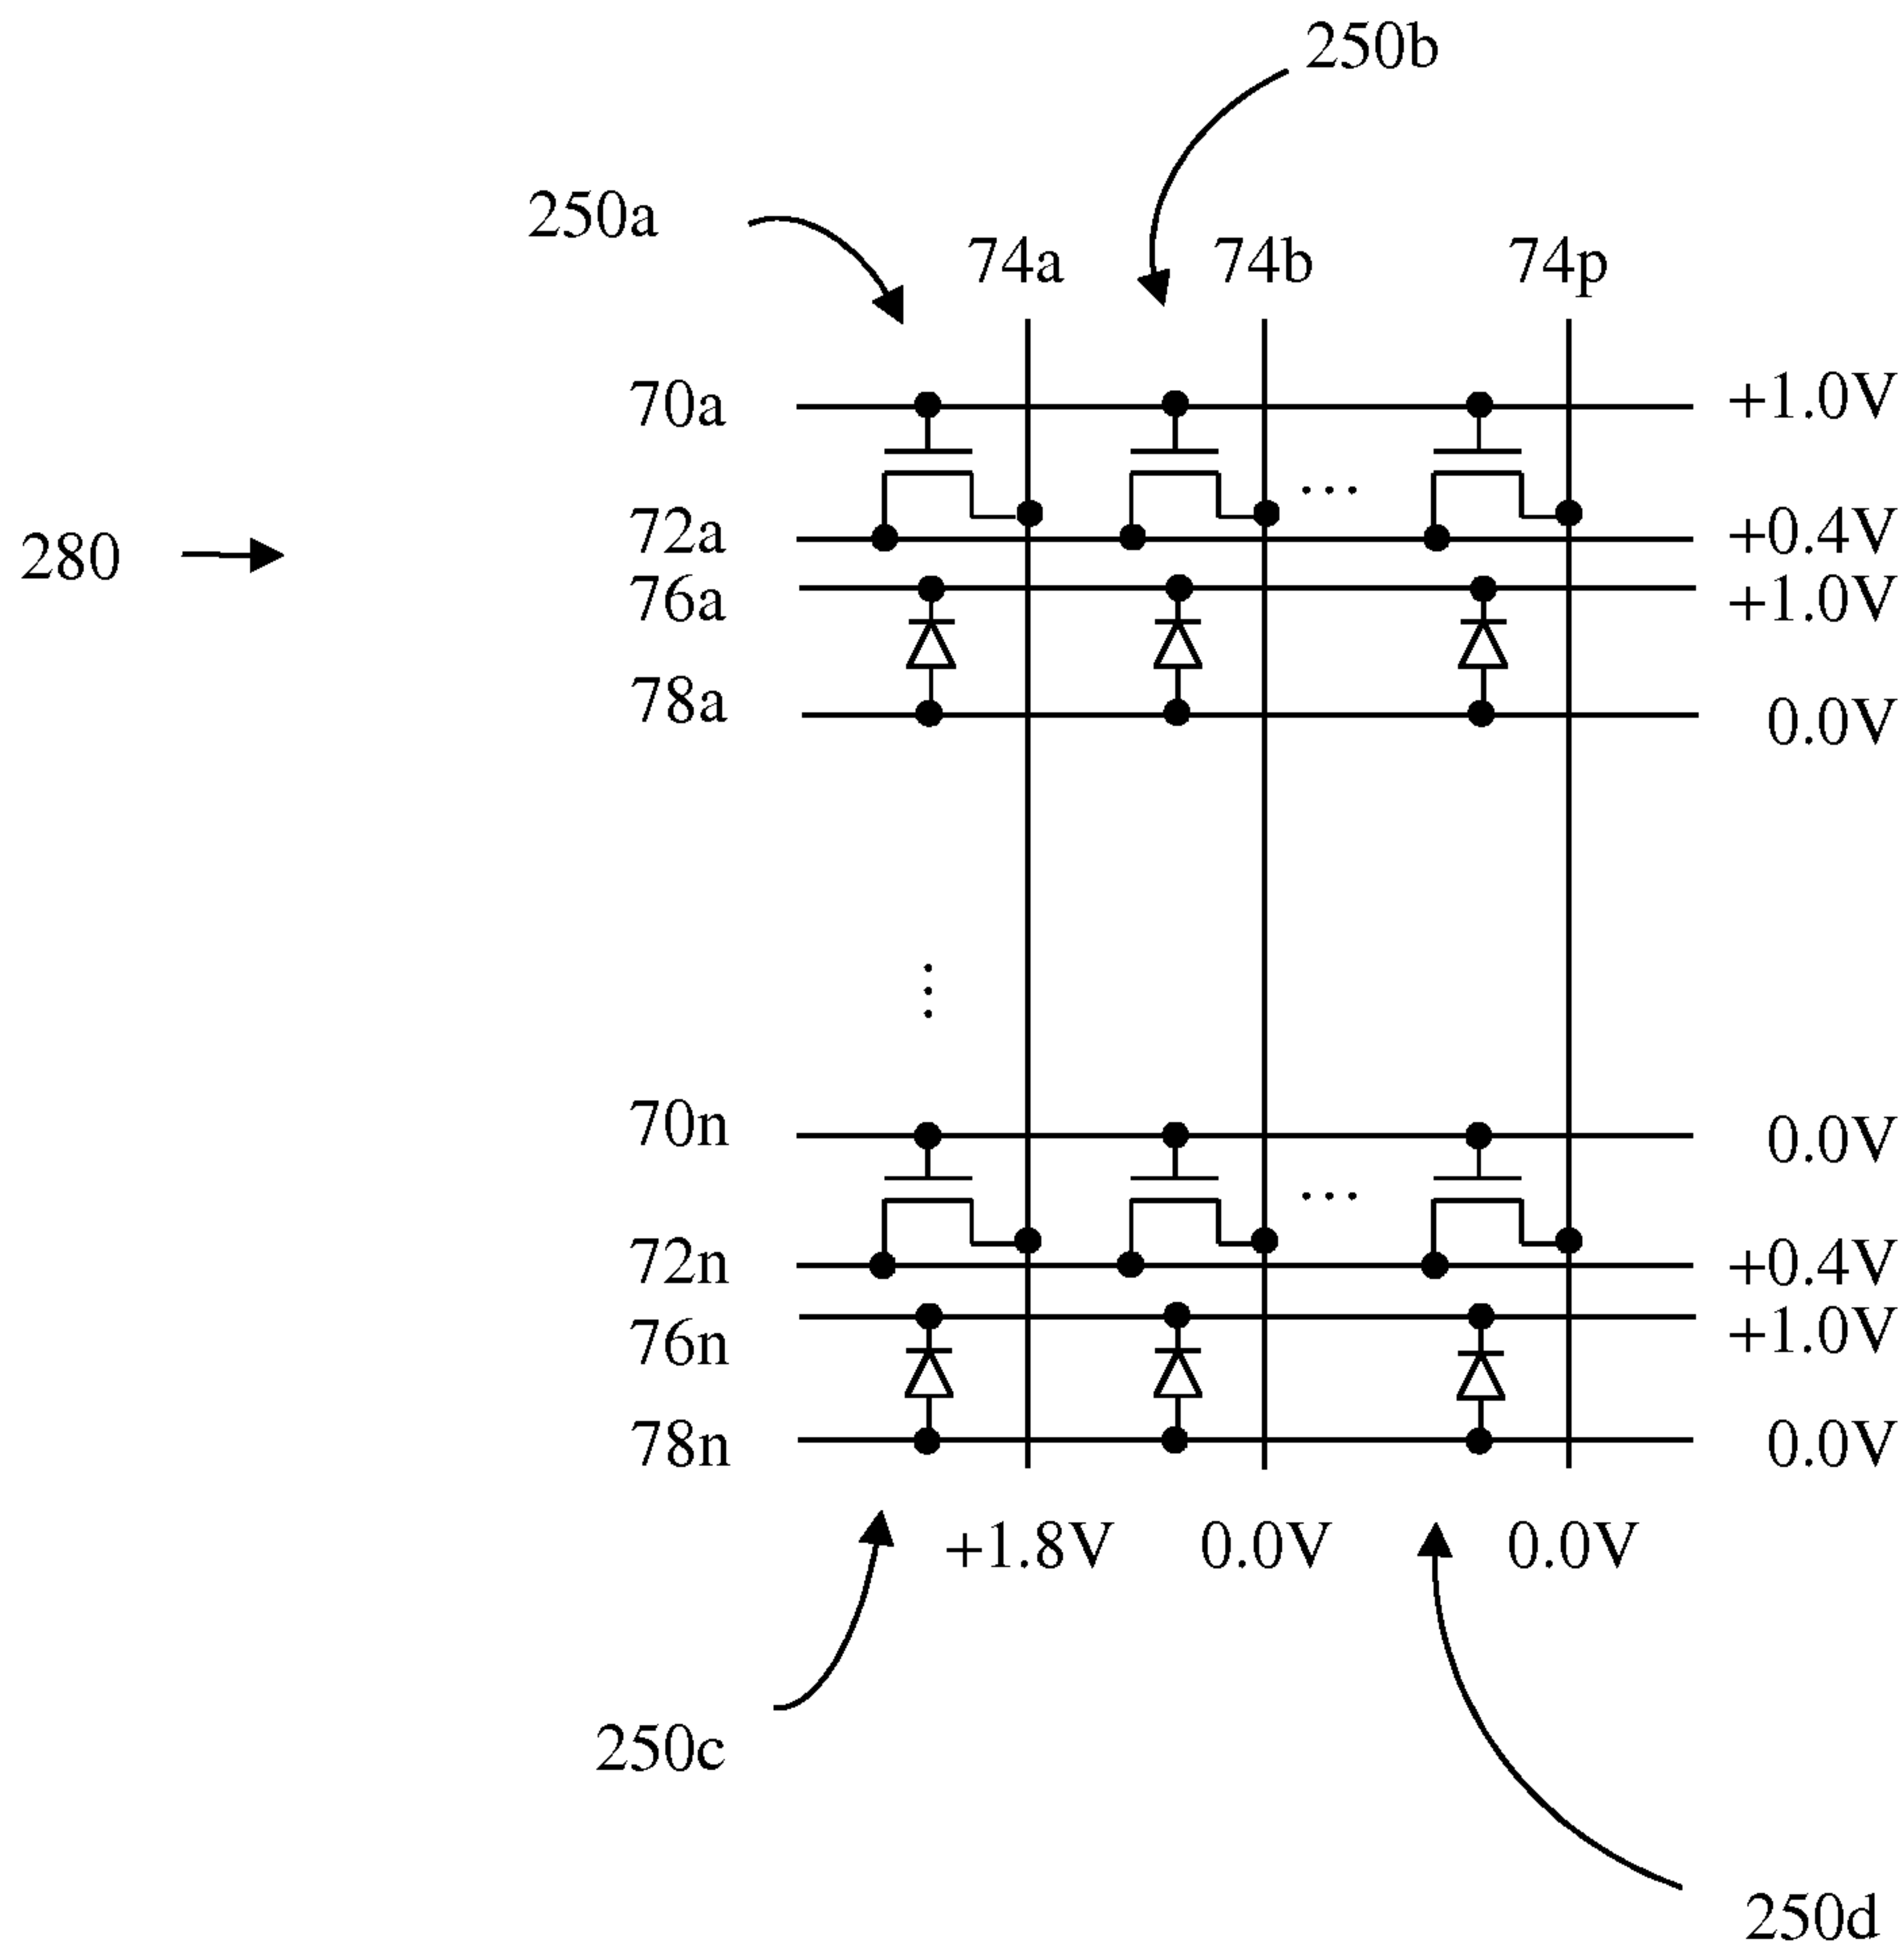 250b
250a
74a 74b 74p
70a +1.0V
...
72a +0.4V
280
76a +1.0V
78a 0.0V
⋮
70n 0.0V
...
72n +0.4V
76n +1.0V
78n 0.0V
+1.8V 0.0V 0.0V
250c
250d